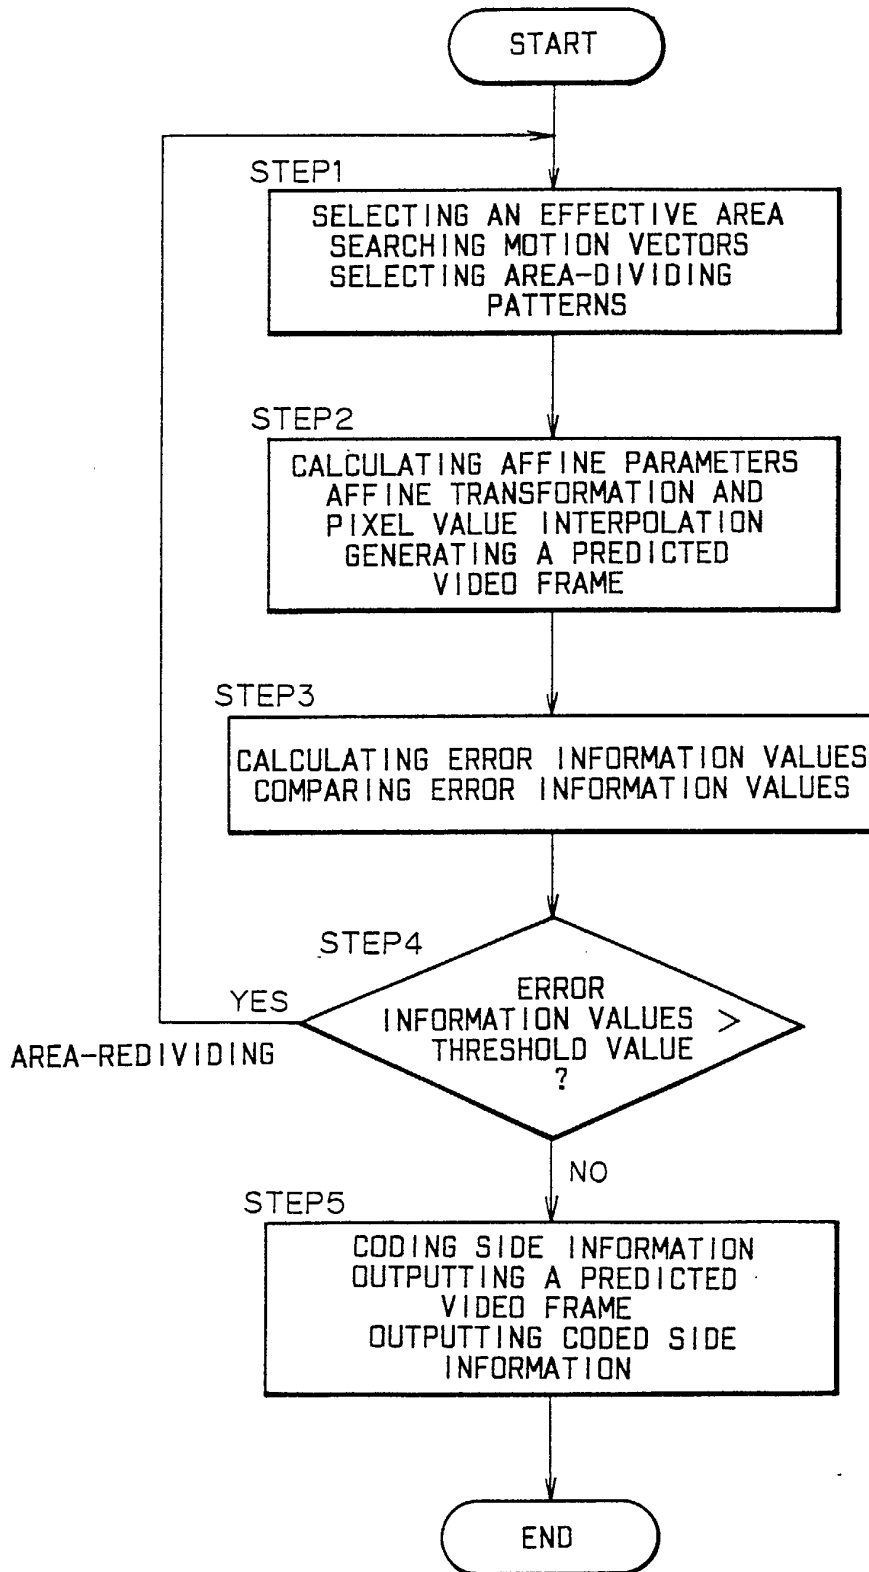 START
STEP1
SELECTING AN EFFECTIVE AREA
SEARCHING MOTION VECTORS
SELECTING AREA-DIVIDING
PATTERNS
STEP2
CALCULATING AFFINE PARAMETERS
AFFINE TRANSFORMATION AND
PIXEL VALUE INTERPOLATION
GENERATING A PREDICTED
VIDEO FRAME
STEP3
CALCULATING ERROR INFORMATION VALUES
COMPARING ERROR INFORMATION VALUES
STEP4
ERROR
INFORMATION VALUES >
THRESHOLD VALUE
?
YES
AREA-REDIVIDING
NO
STEP5
CODING SIDE INFORMATION
OUTPUTTING A PREDICTED
VIDEO FRAME
OUTPUTTING CODED SIDE
INFORMATION
END